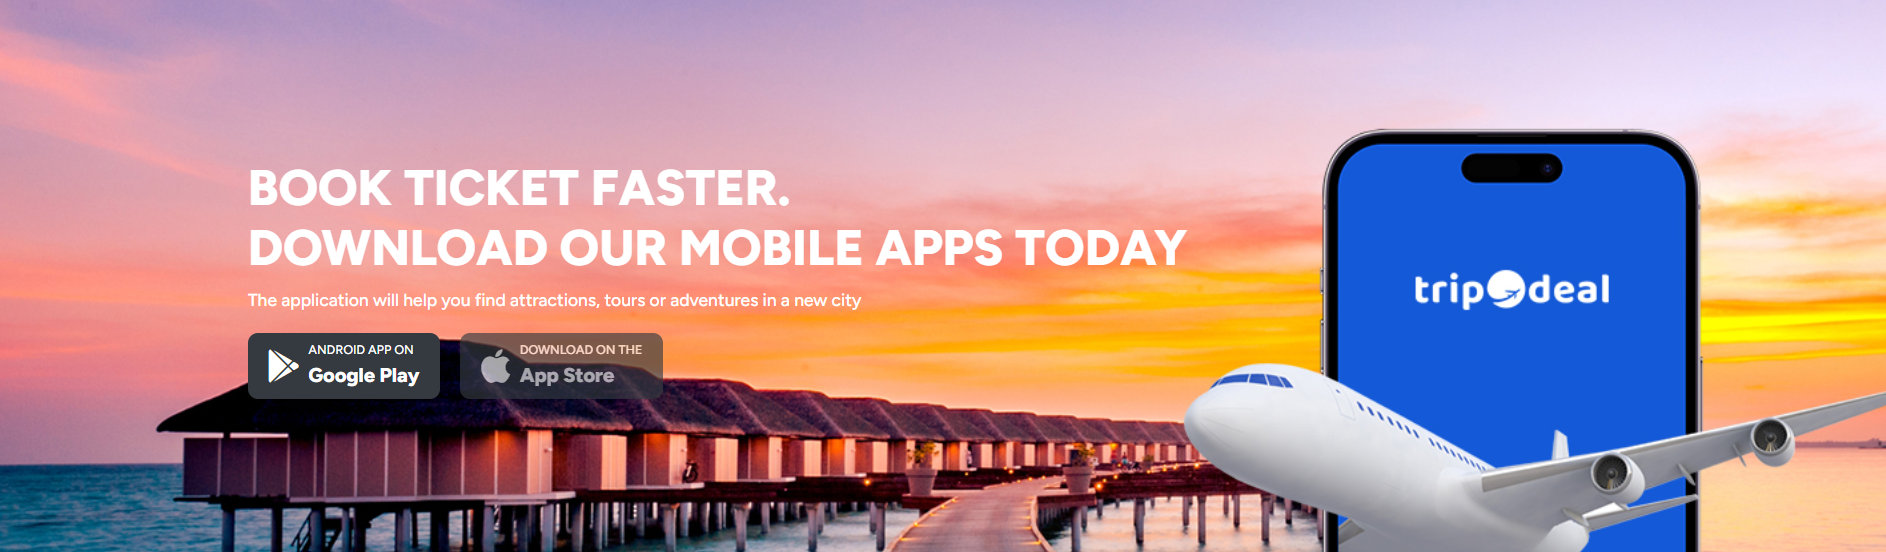 BOOK TICKET FASTER.
DOWNLOAD OUR MOBILE APPS TODAY
The application will help you find attractions, tours or adventures in a new city
ANDROID APP ON
Google Play
DOWNLOAD ON THE
App Store
tripodeal